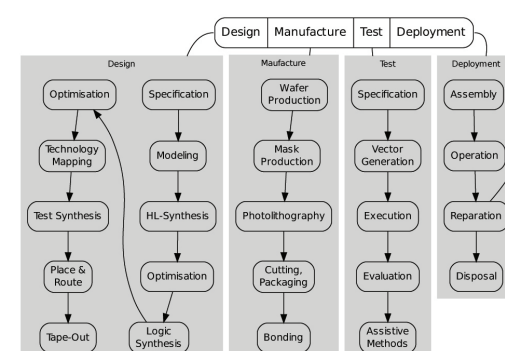 Design Manufacture Test Deployment
Design
Optimisation
Technology
Mapping
Test Synthesis
Place &
Route
Tape-Out
Specification
Modeling
HL-Synthesis
Optimisation
Logic
Synthesis
Maufacture
Wafer
Production
Mask
Production
Photolithography
Cutting,
Packaging
Bonding
Test
Specification
Vector
Generation
Execution
Evaluation
Assistive
Methods
Deployment
Assembly
Operation
Reparation
Disposal